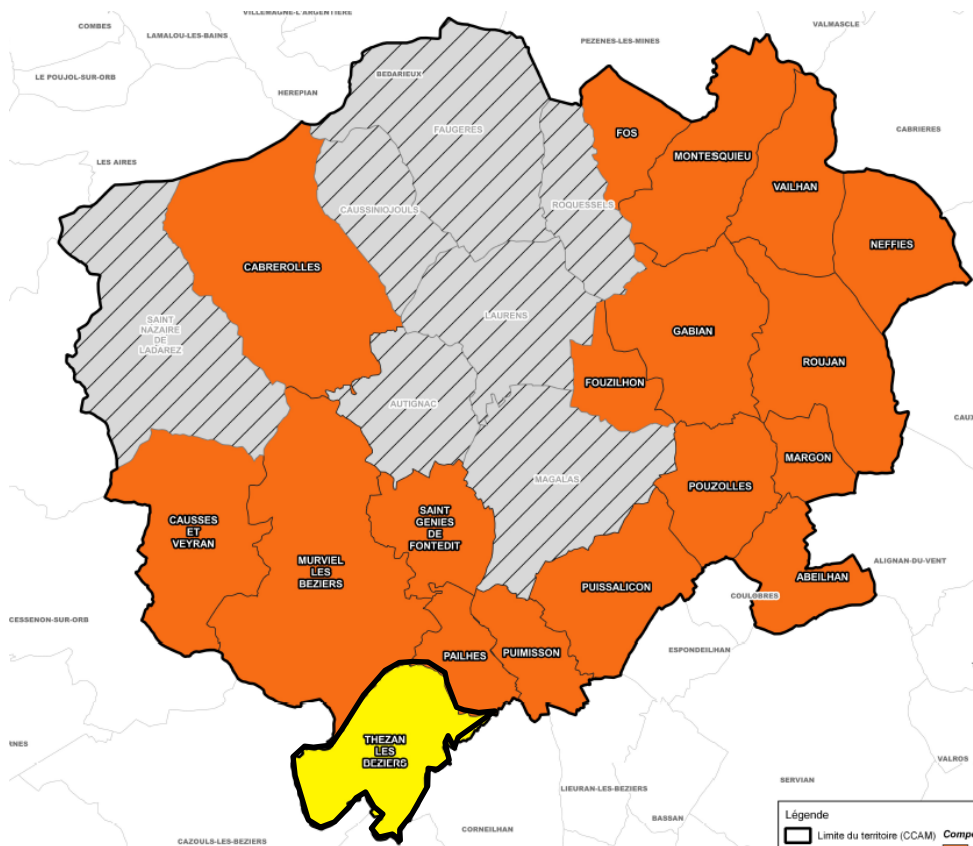 VILLEMAGNE-L'ARGENTIERE
COMBES
VALMASCLE
LAMALOU-LES-BAINS
PEZENES-LES-MINES
LE POUJOL-SUR-ORB
BEDARIEUX
HEREPIAN
FAUGERES
FOS
CABRIERES
MONTESQUIEU
LES AIRES
VAILHAN
CAUSSINIOJOULS
ROQUESSELS
NEFFIES
CABREROLLES
SAINT
NAZAIRE
DE
LADAREZ
LAURENS
GABIAN
ROUJAN
FOUZILHON
AUTIGNAC
CAUX
MARGON
MAGALAS
POUZOLLES
CAUSSES
ET
VEYRAN
SAINT
GENIES
DE
FONTEDIT
MURVIEL
LES
BEZIERS
ALIGNAN-DU-VENT
ABEILHAN
PUISSALICON
COULOBRES
CESSENON-SUR-ORB
ESPONDEILHAN
PAILHES
PUIMISSON
THEZAN
LES
BEZIERS
RNES
VALROS
SERVIAN
LIEURAN-LES-BEZIERS
BASSAN
CORNEILHAN
CAZOULS-LES-BEZIERS
Légende
Limite du territoire (CCAM) Compé